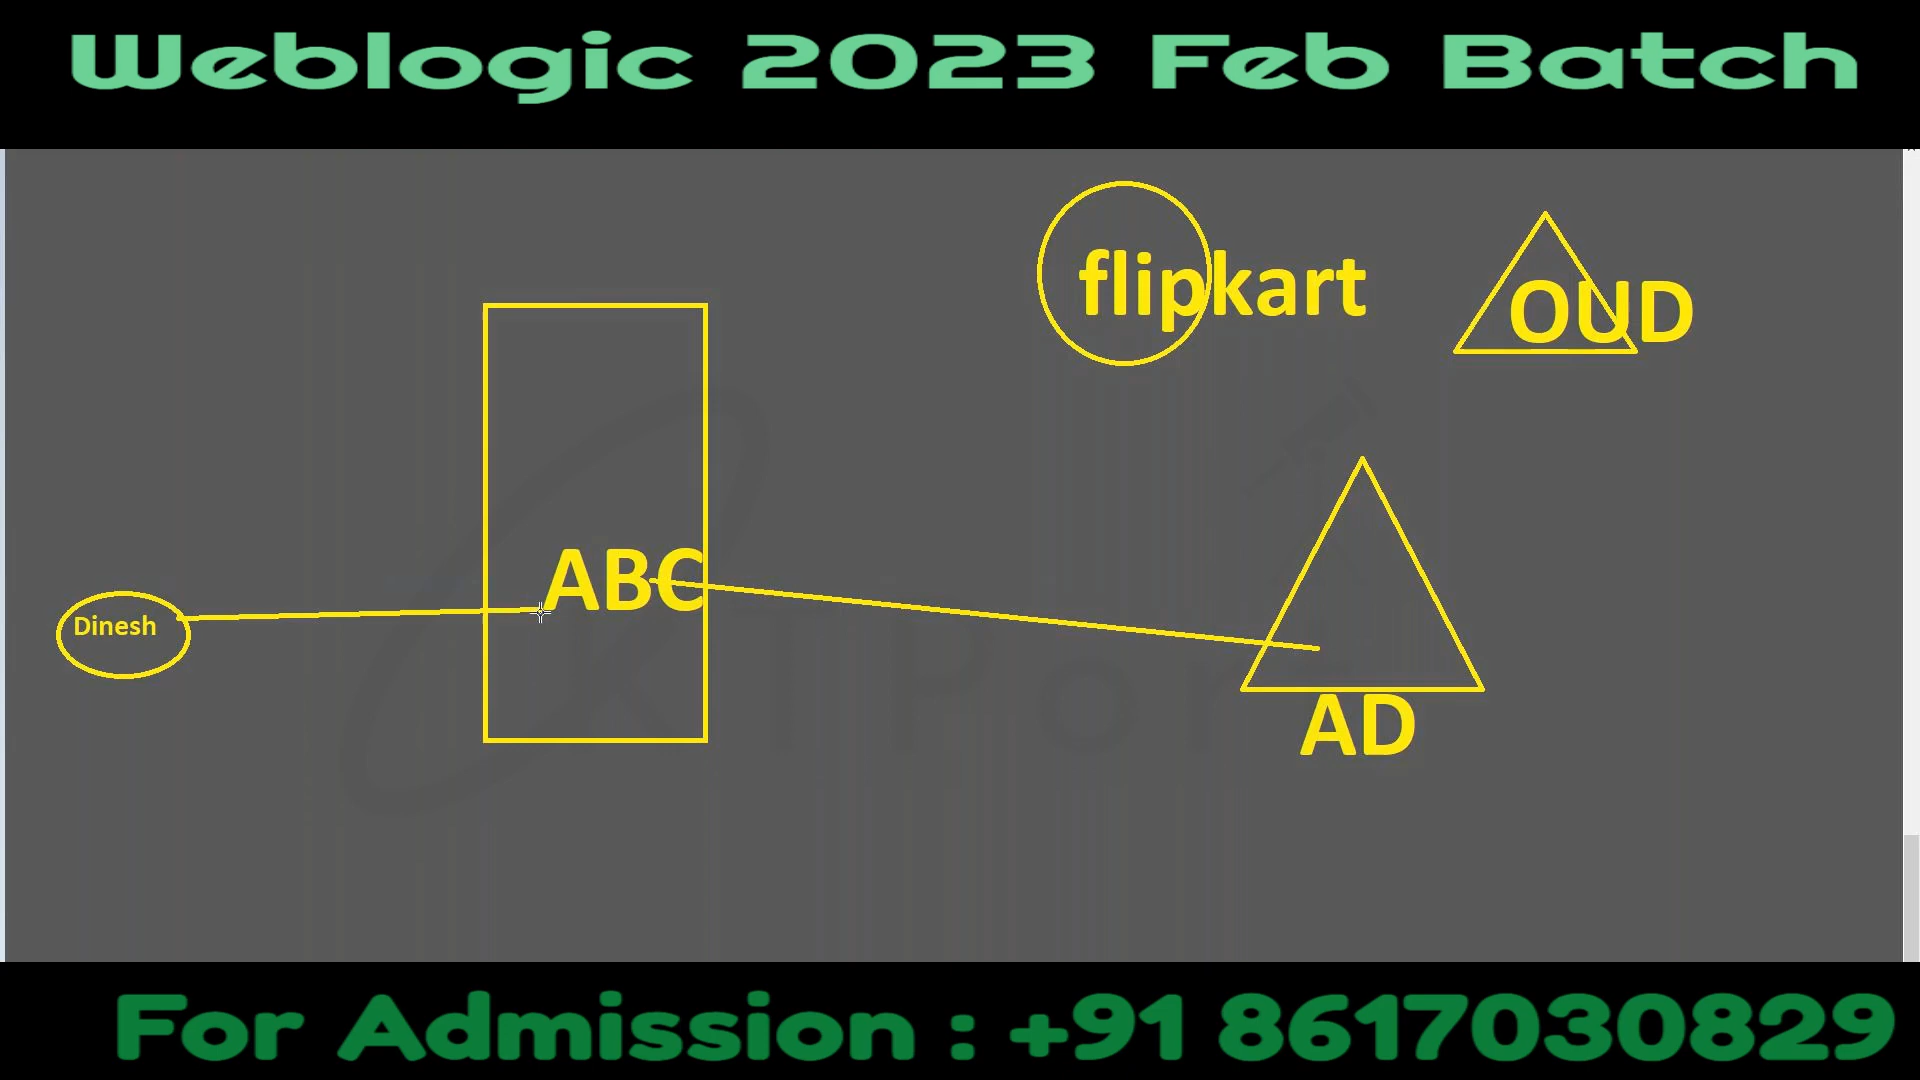 Weblogic 2023 Feb Batch
flipkart
OUD
ABC
Dinesh
AD
For Admission : +91 8617030829